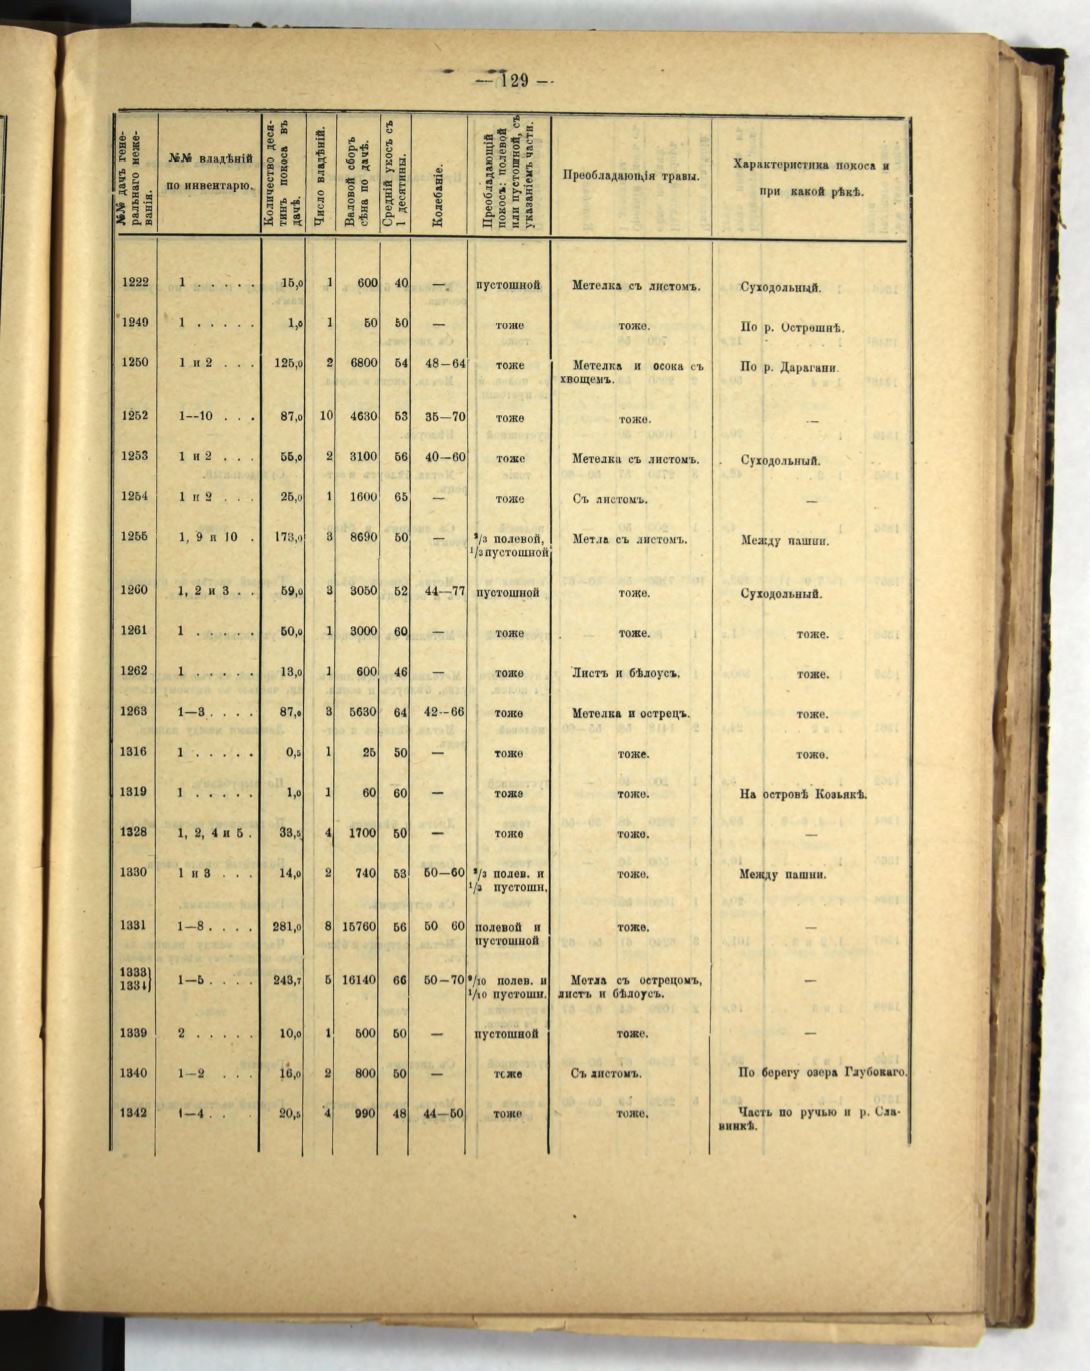 — 129 —
№№ дачъ гене-
ральнаго меже-
ванія.
№№ владѣній
по инвентарю.
Количество деся-
тинъ покоса въ
дачѣ.
Число владѣній.
Валовой сборъ
сѣна по дачѣ.
Средній укосъ съ
1 десятины.
Колебаніе.
Преобладающій
покосъ: полевой
или пустошной, съ
указаніемъ части.
Преобладающія травы.
Характеристика покоса и
при какой рѣкѣ.
1222 1 . . . . . 15,0 1 600 40 — пустошной Метелка съ листомъ. Суходольный.
1249 1 . . . . . 1,0 1 50 50 — тоже тоже. По р. Острошнѣ.
1250 1 и 2 . . . 125,0 2 6800 54 48—64 тоже Метелка и осока съ По р. Дарагани.
хвощемъ.
1252 1—10 . . . 87,0 10 4630 53 35—70 тоже тоже. —
1253 1 и 2 . . . 55,0 2 3100 56 40—60 тоже Метелка съ листомъ. Суходольный.
1254 1 и 2 . . . 25,0 1 1600 65 — тоже Съ листомъ. —
1255 1, 9 и 10 . 173,0 3 8690 50 — ²/3 полевой, Метла съ листомъ. Между пашни.
¹/3 пустошной
1260 1, 2 и 3 . . 59,0 3 3050 52 44—77 пустошной тоже. Суходольный.
1261 1 . . . . . 50,0 1 3000 60 — тоже тоже. тоже.
1262 1 . . . . . 13,0 1 600 46 — тоже Листъ и бѣлоусъ. тоже.
1263 1—3 . . . . 87,0 3 5630 64 42—66 тоже Метелка и острецъ. тоже.
1316 1 . . . . . 0,5 1 25 50 — тоже тоже. тоже.
1319 1 . . . . . 1,0 1 60 60 — тоже тоже. На островѣ Козьякѣ.
1328 1, 2, 4 и 5 . 33,5 4 1700 50 — тоже тоже. —
1330 1 и 3 . . . 14,0 2 740 53 50—60 ²/3 полев. и тоже. Между пашни.
¹/3 пустошн.
1331 1—8 . . . . 281,0 8 15760 56 50 60 полевой и тоже. —
пустошной
1333}
1334} 1—5 . . . . 243,7 5 16140 66 50—70 ⁹/10 полев. и Метла съ острецомъ, —
¹/10 пустошн. листъ и бѣлоусъ.
1339 2 . . . . . 10,0 1 500 50 — пустошной тоже. —
1340 1—2 . . . 16,0 2 800 50 — тоже Съ листомъ. По берегу озера Глубокаго.
1342 1—4 . . . 20,5 4 990 48 44—50 тоже тоже. Часть по ручью и р. Сла-
винкѣ.